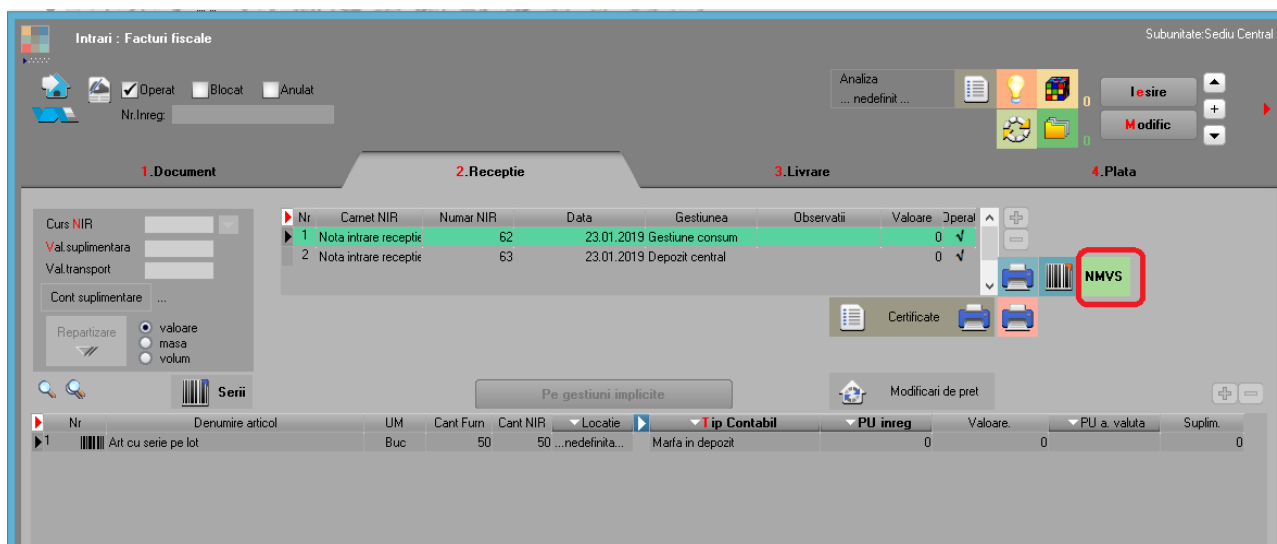 Intrari : Facturi fiscale
Subunitate:Sediu Central
Operat Blocat Anulat
Nr.Inreg:
Analiza
... nedefinit ...
0
0
Iesire
Modific
+
1.Document 2.Receptie 3.Livrare 4.Plata
Curs NIR
Val.suplimentara
Val.transport
Cont suplimentare ...
Repartizare
valoare
masa
volum
Nr Carnet NIR Numar NIR Data Gestiunea Observatii Valoare Operat
1 Nota intrare receptie 62 23.01.2019 Gestiune consum 0 √
2 Nota intrare receptie 63 23.01.2019 Depozit central 0 √
NMVS
Certificate
Serii
Pe gestiuni implicite
Modificari de pret
Nr Denumire articol UM Cant Furn Cant NIR Locatie Tip Contabil PU inreg Valoare. PU a. valuta Suplim.
1 Art cu serie pe lot Buc 50 50 ...nedefinita... Marfa in depozit 0 0 0